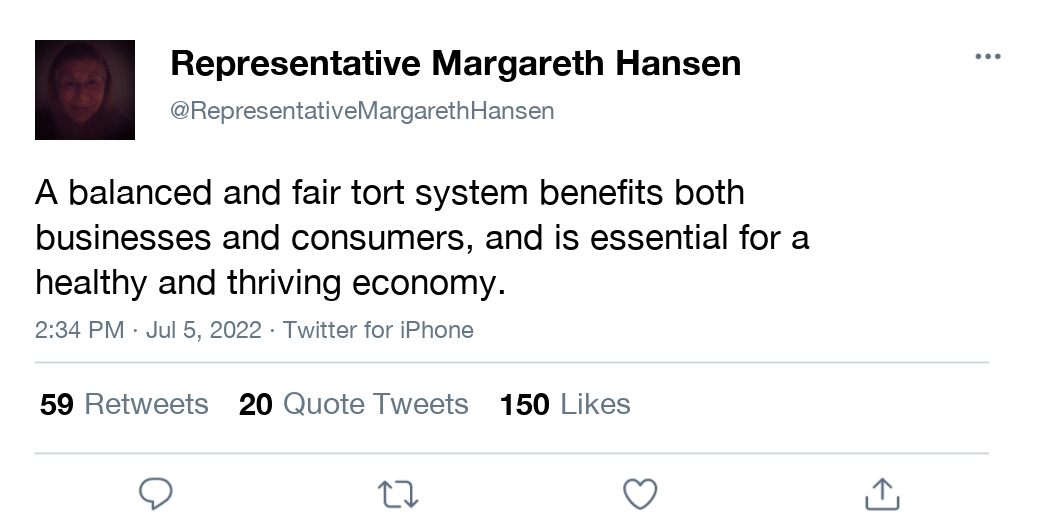 Representative Margareth Hansen
@RepresentativeMargarethHansen
A balanced and fair tort system benefits both
businesses and consumers, and is essential for a
healthy and thriving economy.
2:34 PM · Jul 5, 2022 · Twitter for iPhone
59 Retweets 20 Quote Tweets 150 Likes